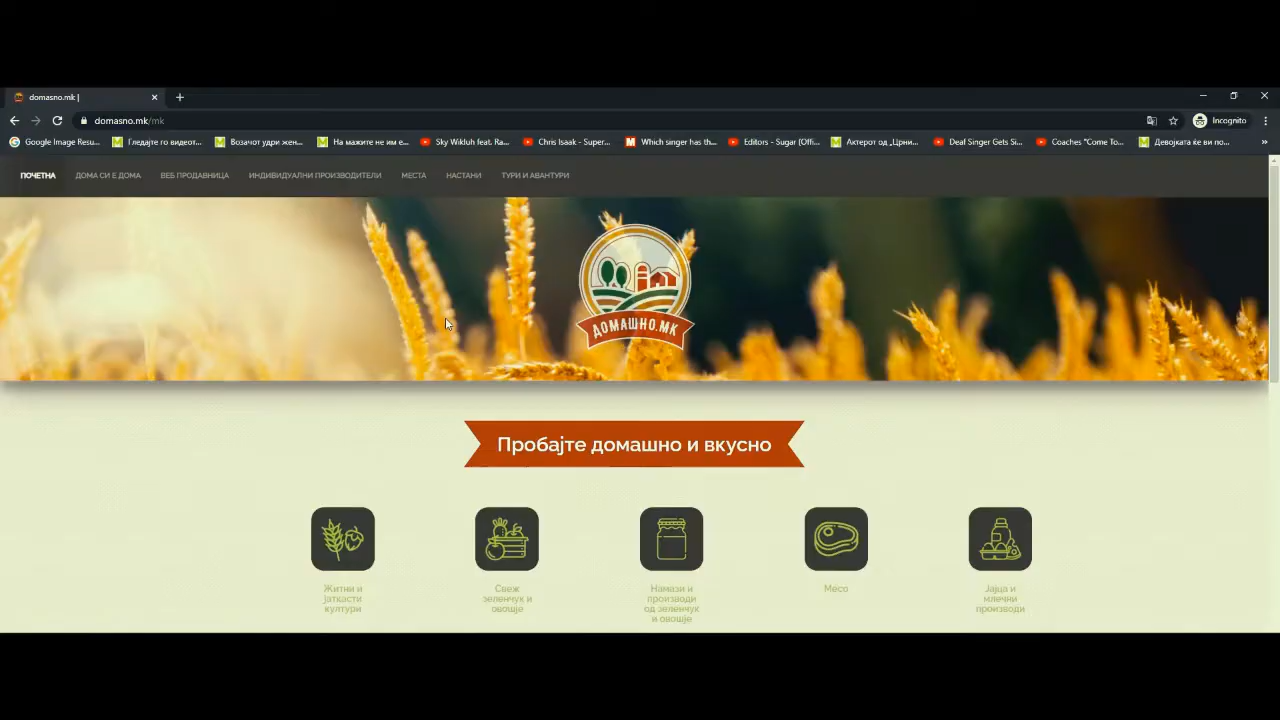 domasno.mk |
domasno.mk/mk
Incognito
Google Image Resu...
Гледајте го видеот...
Возачот удри жен...
На мажите не им е...
Sky Wikluh feat. Ra...
Chris Isaak - Super...
Which singer has th...
Editors - Sugar (Offi...
Актерот од „Црни...
Deaf Singer Gets Si...
Coaches "Come To...
Девојката ќе ви по...
ПОЧЕТНА
ДОМА СИ Е ДОМА
ВЕБ ПРОДАВНИЦА
ИНДИВИДУАЛНИ ПРОИЗВОДИТЕЛИ
МЕСТА
НАСТАНИ
ТУРИ И АВАНТУРИ
ДОМАШНО.МК
Пробајте домашно и вкусно
Житни и
јаткасти
култури
Свеж
зеленчук и
овошје
Намази и
производи
од зеленчук
и овошје
Месо
Јајца и
млечни
производи